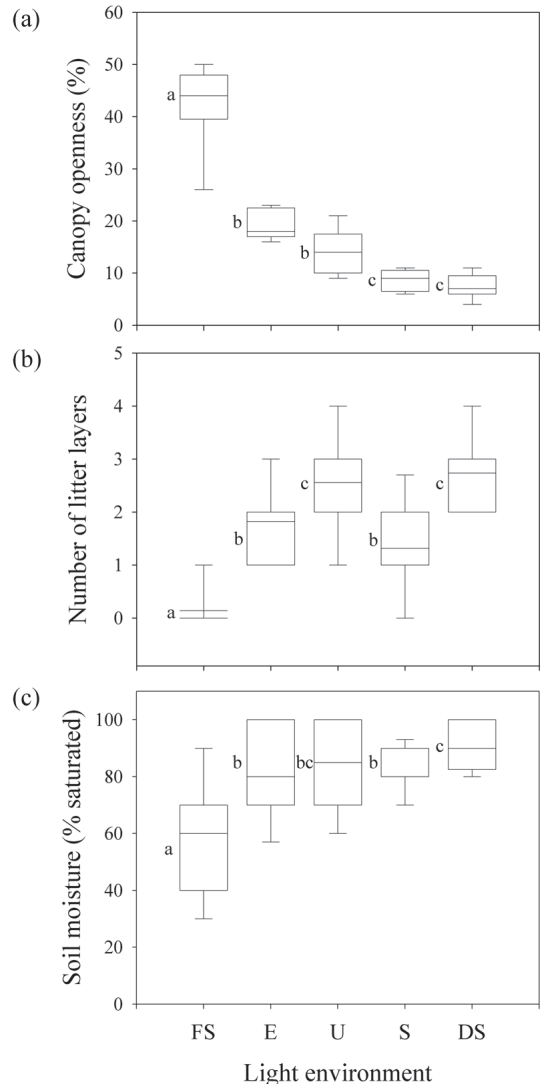 (a)
Canopy openness (%)
60
50
40
30
20
10
0
a
b
b
c
c
(b)
Number of litter layers
5
4
3
2
1
0
a
b
c
b
c
(c)
Soil moisture (% saturated)
100
80
60
40
20
0
a
b
bc
b
c
FS E U S DS
Light environment